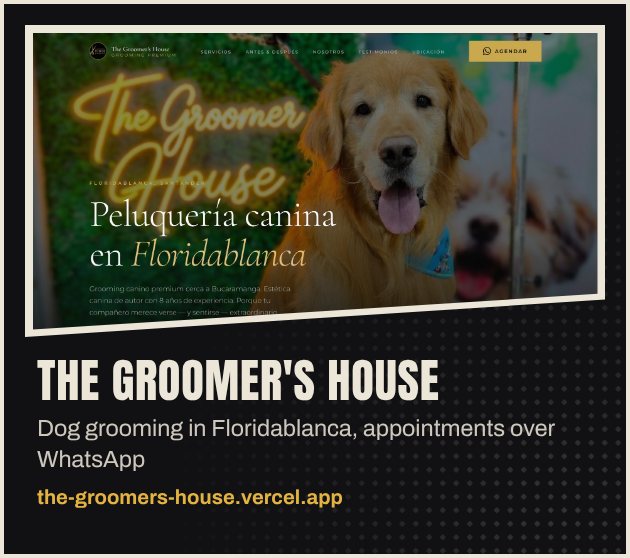 The Groomer's House
GROOMING PREMIUM
SERVICIOS ANTES & DESPUÉS NOSOTROS TESTIMONIOS UBICACIÓN AGENDAR
The Groomer
House
FLORIDABLANCA, SANTANDER
Peluquería canina
en Floridablanca
Grooming canino premium cerca a Bucaramanga. Estética
canina de autor con 8 años de experiencia. Porque tu
compañero merece verse — y sentirse — extraordinario.
THE GROOMER'S HOUSE
Dog grooming in Floridablanca, appointments over
WhatsApp
the-groomers-house.vercel.app